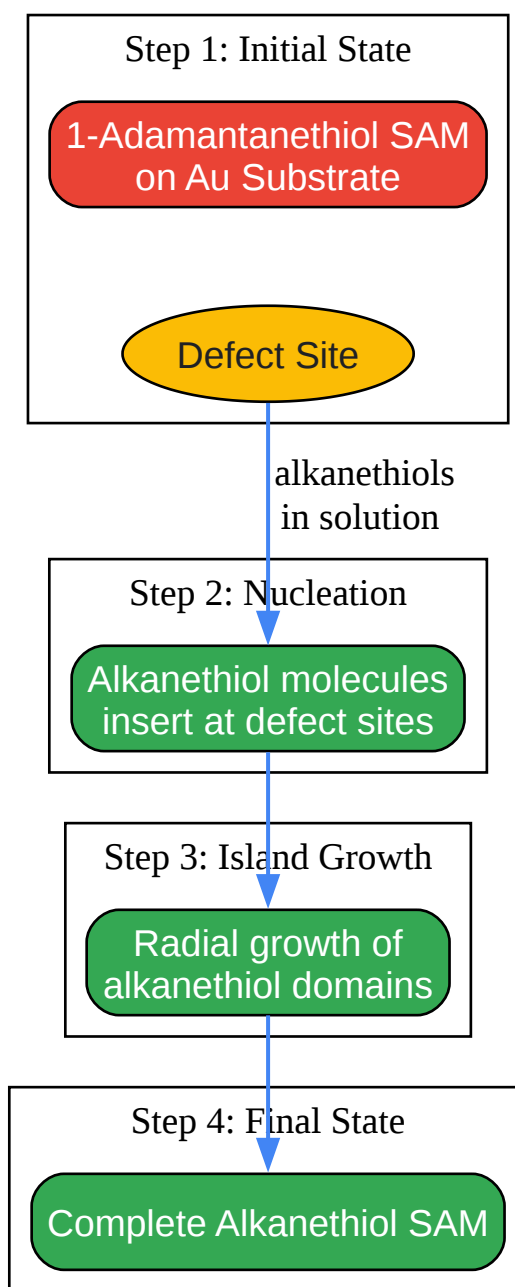 Step 1: Initial State
1-Adamantanethiol SAM
on Au Substrate
Defect Site
alkanethiols
in solution
Step 2: Nucleation
Alkanethiol molecules
insert at defect sites
Step 3: Island Growth
Radial growth of
alkanethiol domains
Step 4: Final State
Complete Alkanethiol SAM